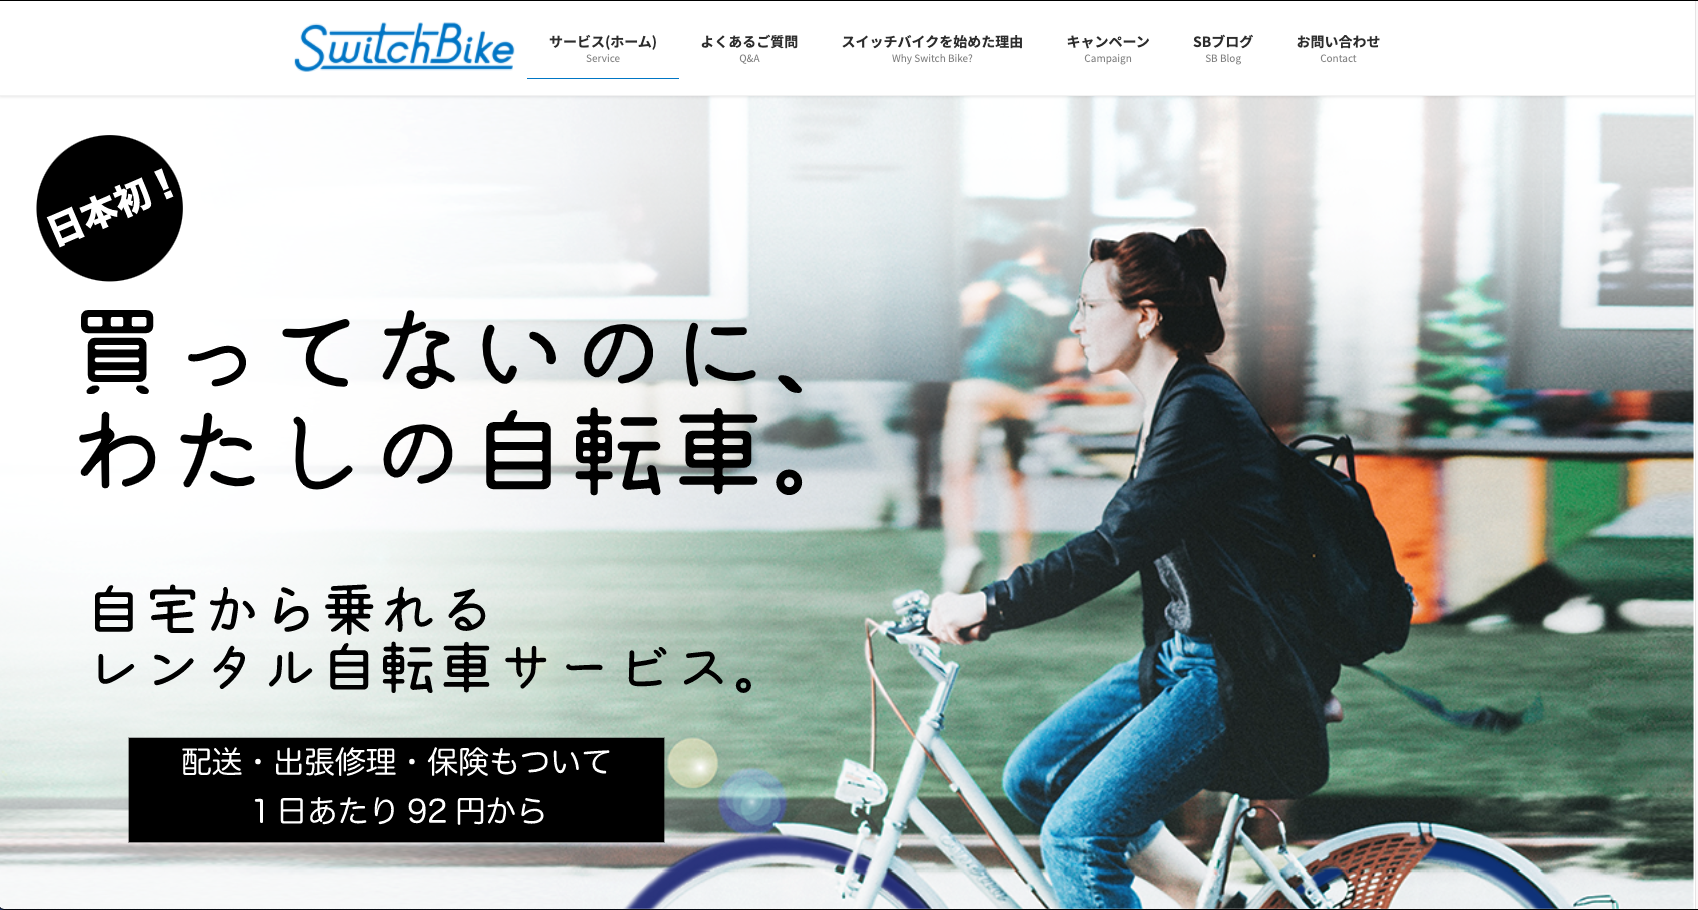 SwitchBike
サービス(ホーム)
Service
よくあるご質問
Q&A
スイッチバイクを始めた理由
Why Switch Bike?
キャンペーン
Campaign
SBブログ
SB Blog
お問い合わせ
Contact
日本初！
買ってないのに、
わたしの自転車。
自宅から乗れる
レンタル自転車サービス。
配送・出張修理・保険もついて
1日あたり92円から